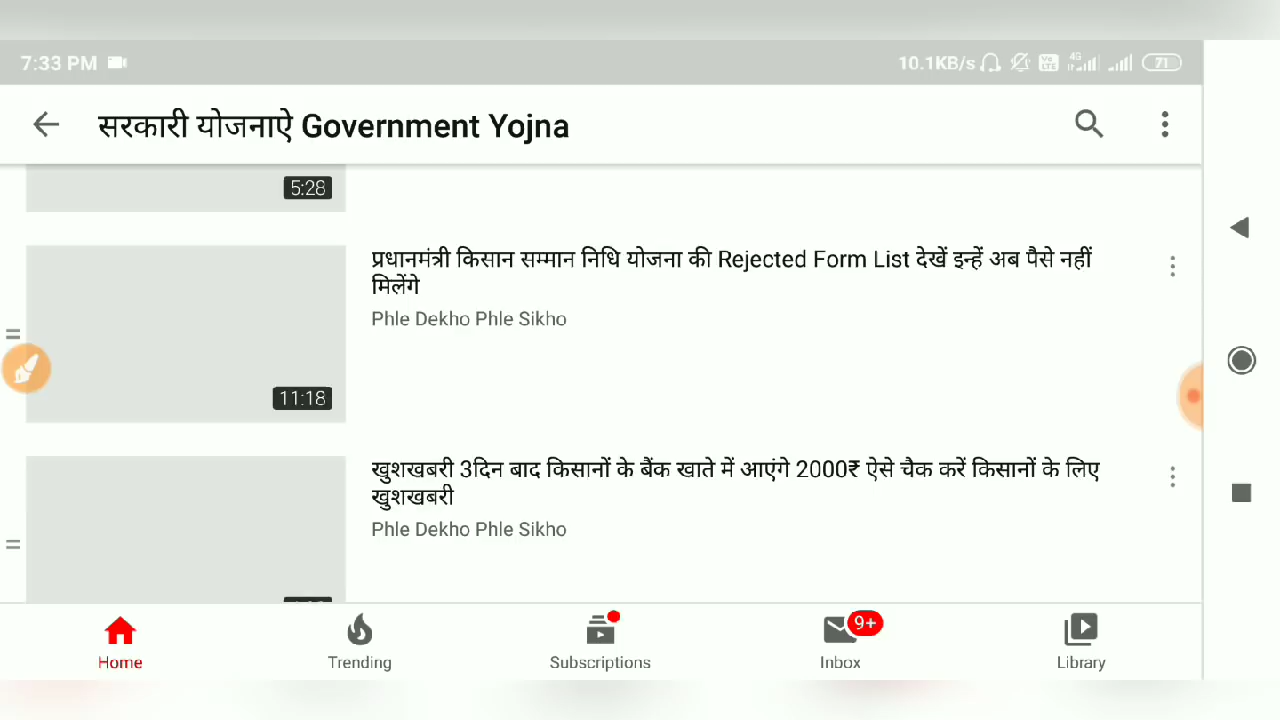 7:33 PM 10.1KB/s 4G 71
सरकारी योजनाऐ Government Yojna
5:28
प्रधानमंत्री किसान सम्मान निधि योजना की Rejected Form List देखें इन्हें अब पैसे नहीं
मिलेंगे
Phle Dekho Phle Sikho
11:18
खुशखबरी 3दिन बाद किसानों के बैंक खाते में आएंगे 2000₹ ऐसे चैक करें किसानों के लिए
खुशखबरी
Phle Dekho Phle Sikho
9+
Home Trending Subscriptions Inbox Library